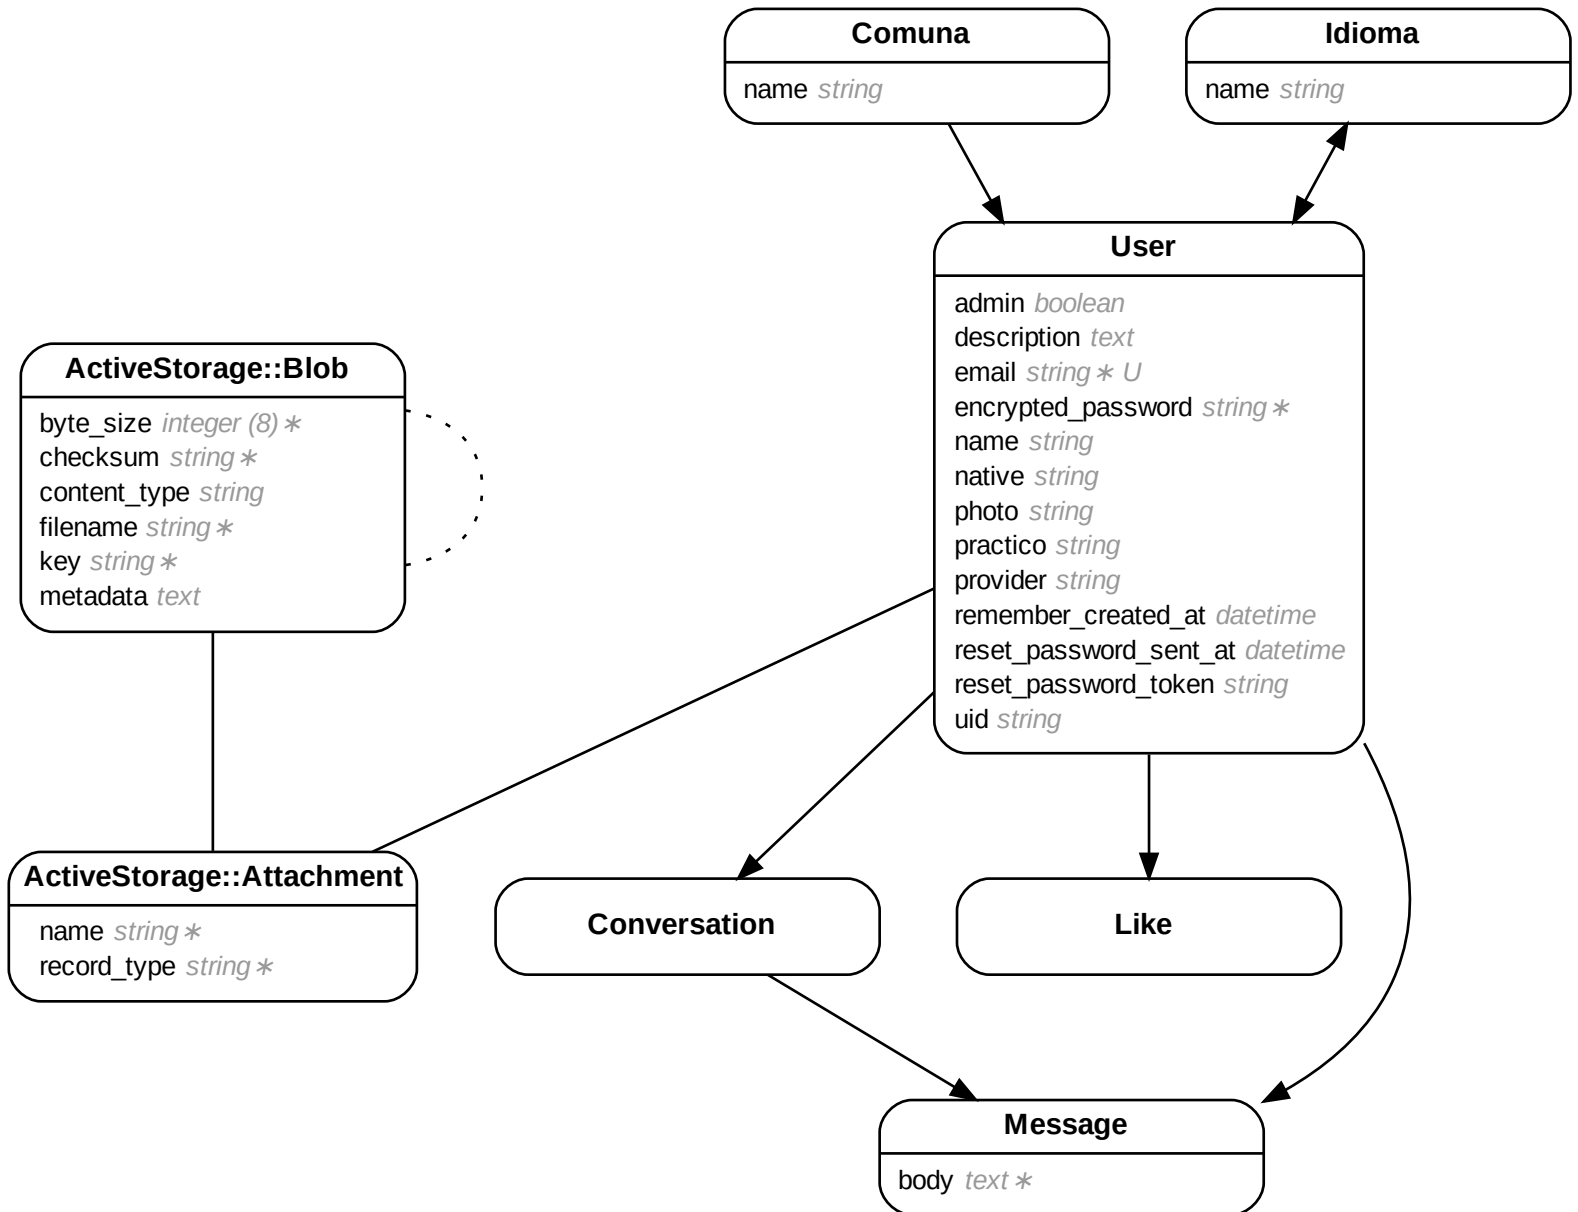 Comuna
name string
Idioma
name string
User
admin boolean
description text
email string ∗ U
encrypted_password string ∗
name string
native string
photo string
practico string
provider string
remember_created_at datetime
reset_password_sent_at datetime
reset_password_token string
uid string
ActiveStorage::Blob
byte_size integer (8) ∗
checksum string ∗
content_type string
filename string ∗
key string ∗
metadata text
ActiveStorage::Attachment
name string ∗
record_type string ∗
Conversation
Like
Message
body text ∗